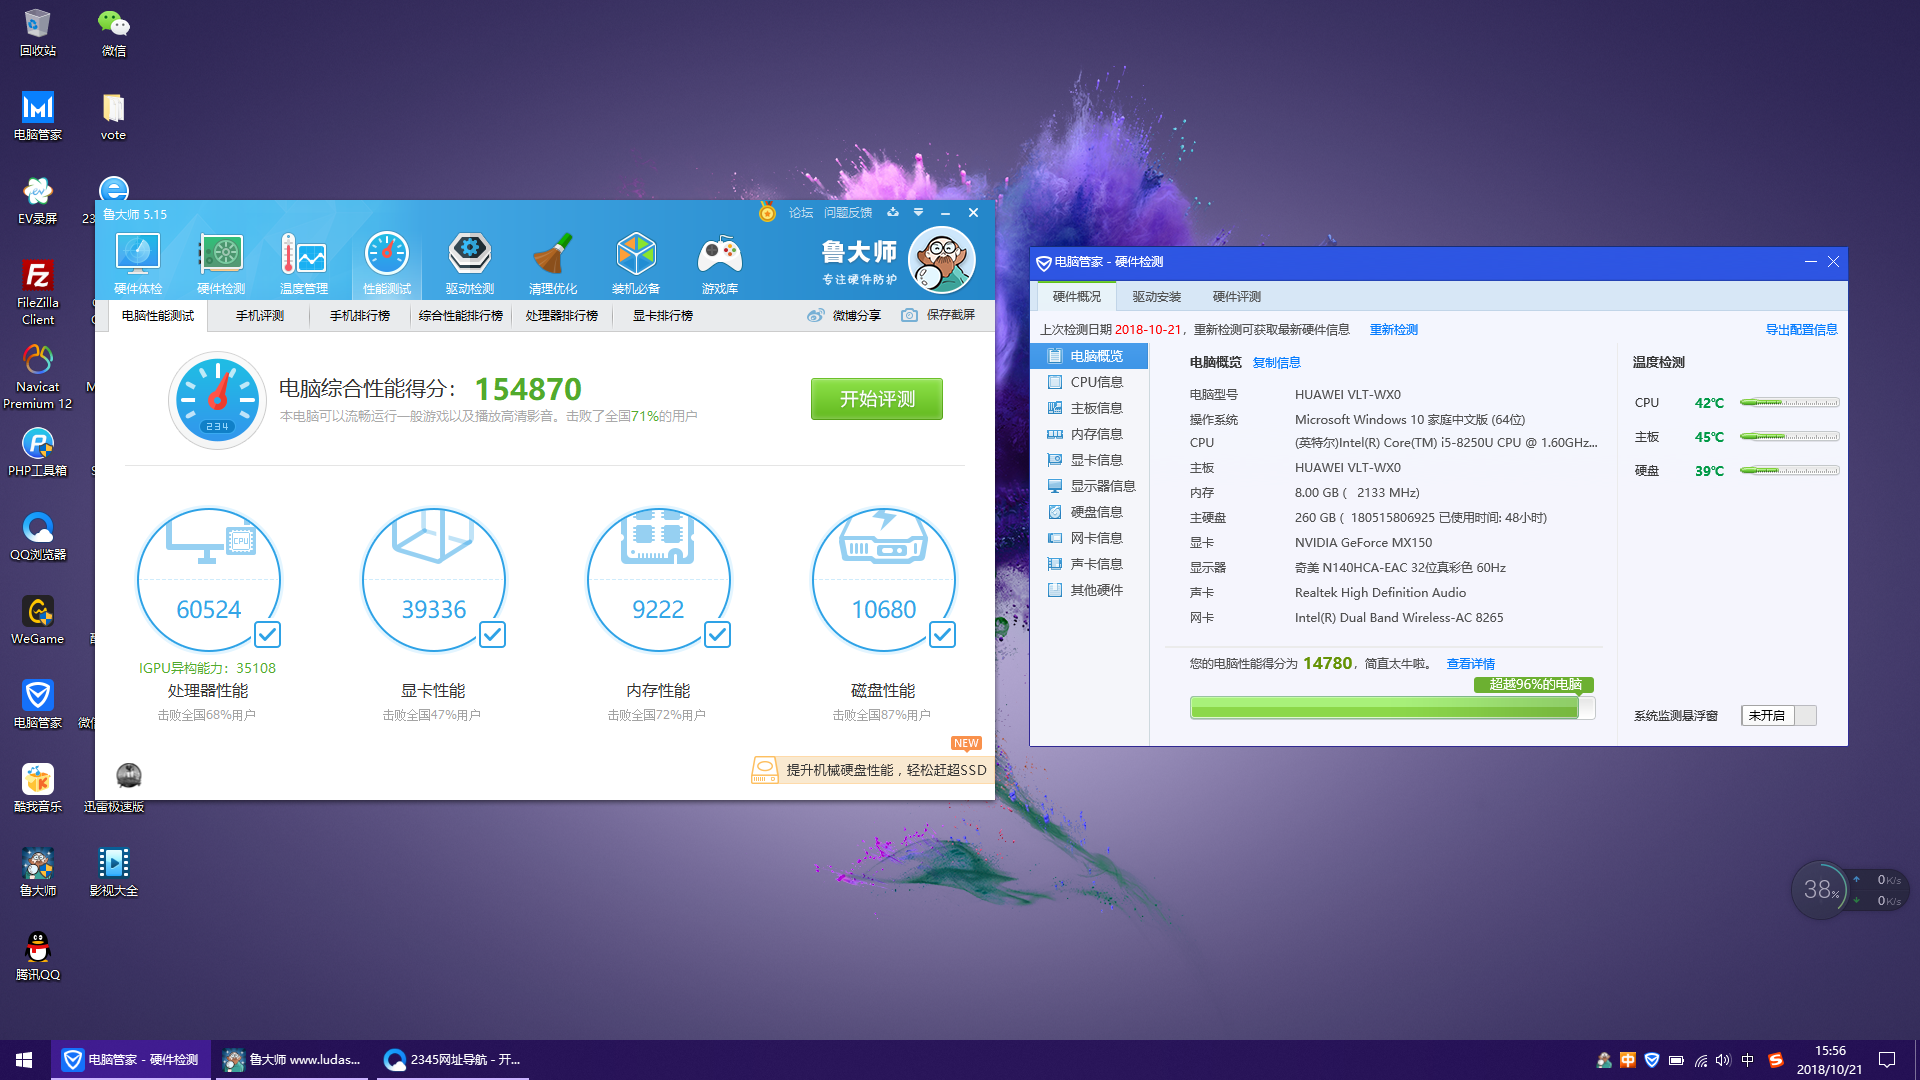 回收站
微信
电脑管家
vote
EV录屏
23
FileZilla
Client
C
Navicat
Premium 12
M
PHP工具箱
S
QQ浏览器
WeGame
电脑管家
微信
酷我音乐
迅雷极速版
鲁大师
影视大全
腾讯QQ
鲁大师 5.15
论坛 问题反馈
硬件体检
硬件检测
温度管理
性能测试
驱动检测
清理优化
装机必备
游戏库
鲁大师
专注硬件防护
电脑性能测试
手机评测
手机排行榜
综合性能排行榜
处理器排行榜
显卡排行榜
微博分享
保存截屏
234
电脑综合性能得分： 154870
本电脑可以流畅运行一般游戏以及播放高清影音。击败了全国71%的用户
开始评测
CPU
60524
39336
9222
10680
IGPU异构能力：35108
处理器性能
显卡性能
内存性能
磁盘性能
击败全国68%用户
击败全国47%用户
击败全国72%用户
击败全国87%用户
NEW
提升机械硬盘性能，轻松赶超SSD
电脑管家 - 硬件检测
硬件概况
驱动安装
硬件评测
上次检测日期 2018-10-21，重新检测可获取最新硬件信息 重新检测
导出配置信息
电脑概览
CPU信息
主板信息
内存信息
显卡信息
显示器信息
硬盘信息
网卡信息
声卡信息
其他硬件
电脑概览 复制信息
电脑型号 HUAWEI VLT-WX0
操作系统 Microsoft Windows 10 家庭中文版 (64位)
CPU (英特尔)Intel(R) Core(TM) i5-8250U CPU @ 1.60GHz...
主板 HUAWEI VLT-WX0
内存 8.00 GB ( 2133 MHz)
主硬盘 260 GB ( 180515806925 已使用时间: 48小时)
显卡 NVIDIA GeForce MX150
显示器 奇美 N140HCA-EAC 32位真彩色 60Hz
声卡 Realtek High Definition Audio
网卡 Intel(R) Dual Band Wireless-AC 8265
您的电脑性能得分为 14780，简直太牛啦。 查看详情
超越96%的电脑
温度检测
CPU 42℃
主板 45℃
硬盘 39℃
系统监测悬浮窗 未开启
38%
0K/s
0K/s
电脑管家 - 硬件检测
鲁大师 www.ludas...
2345网址导航 - 开...
中
中
15:56
2018/10/21